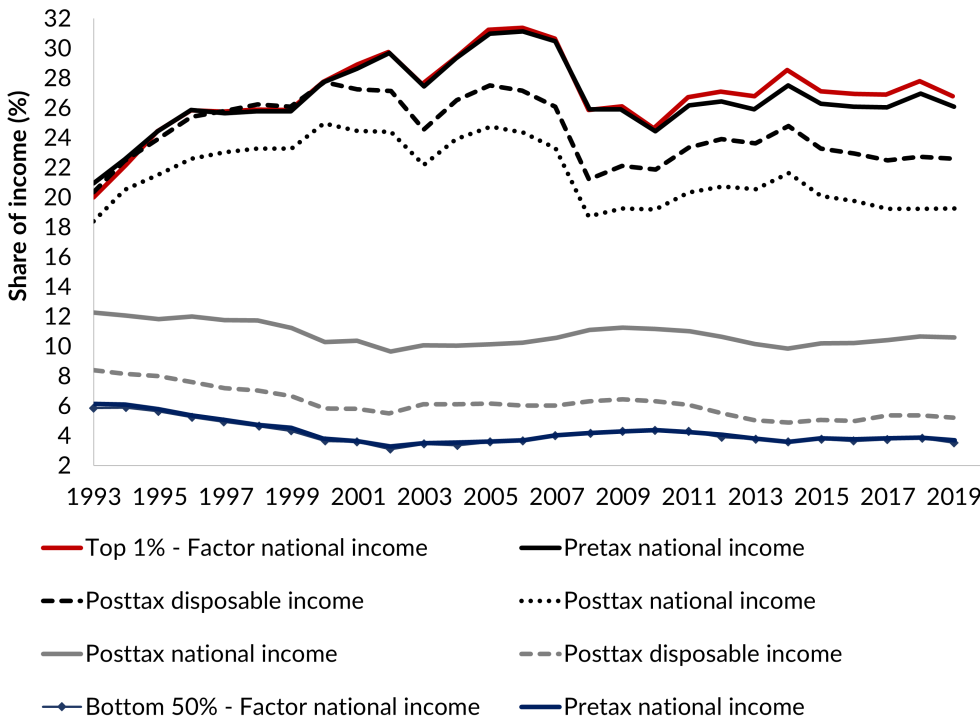 Share of income (%)
32
30
28
26
24
22
20
18
16
14
12
10
8
6
4
2
1993 1995 1997 1999 2001 2003 2005 2007 2009 2011 2013 2015 2017 2019
Top 1% - Factor national income Pretax national income
Posttax disposable income Posttax national income
Posttax national income Posttax disposable income
Bottom 50% - Factor national income Pretax national income